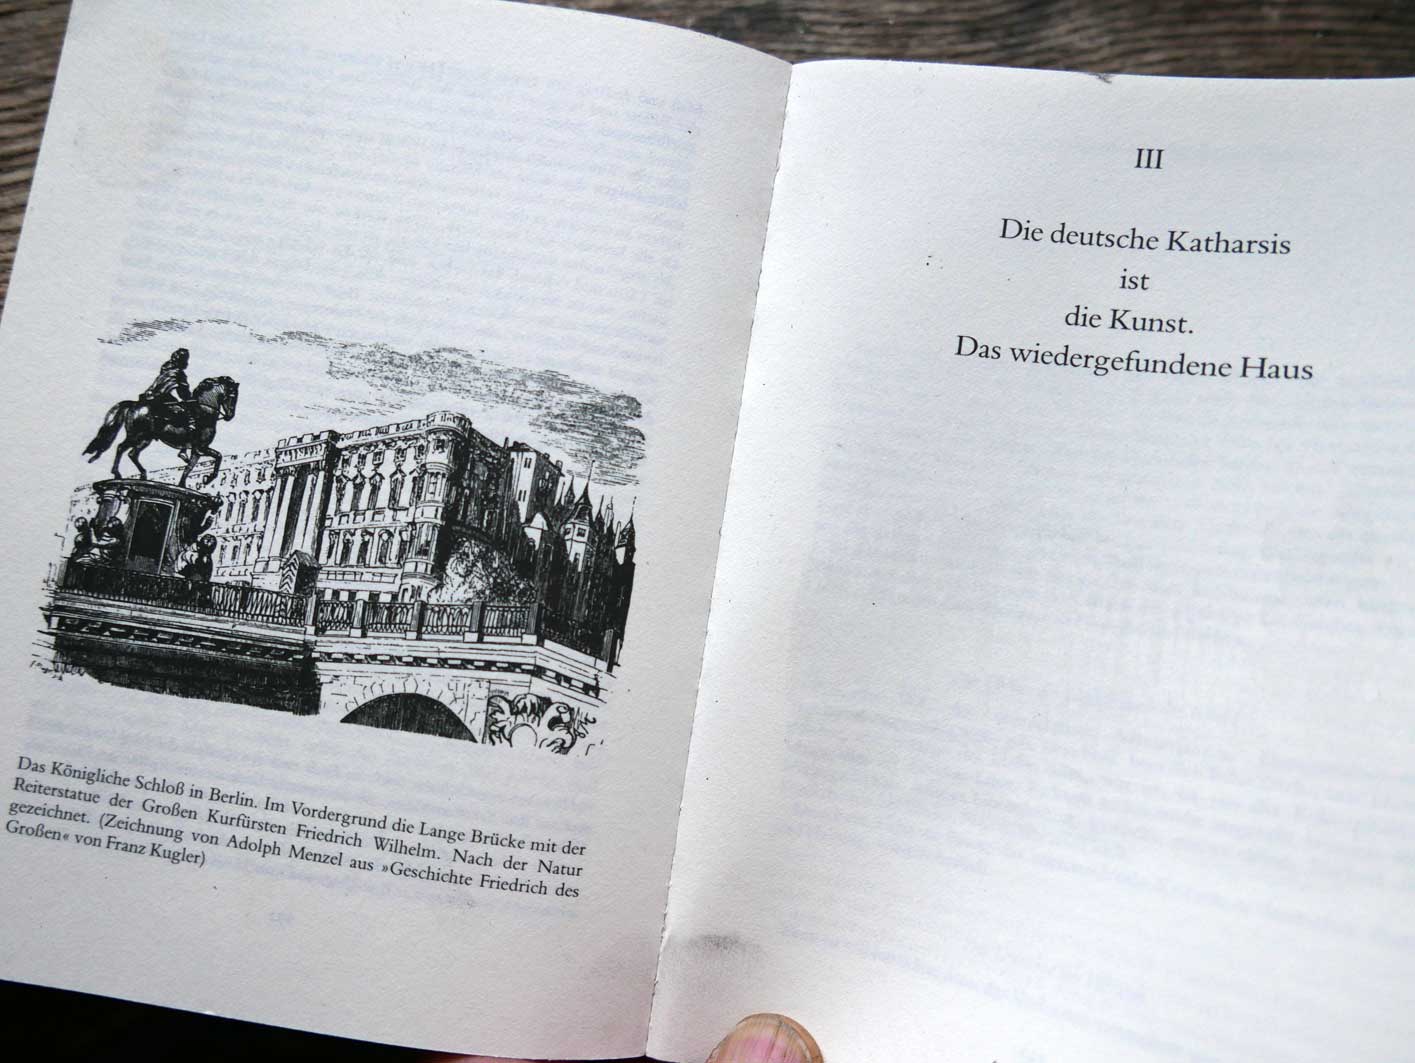 Das Königliche Schloß in Berlin. Im Vordergrund die Lange Brücke mit der
Reiterstatue der Großen Kurfürsten Friedrich Wilhelm. Nach der Natur
gezeichnet. (Zeichnung von Adolph Menzel aus »Geschichte Friedrich des
Großen« von Franz Kugler)
III
Die deutsche Katharsis
ist
die Kunst.
Das wiedergefundene Haus